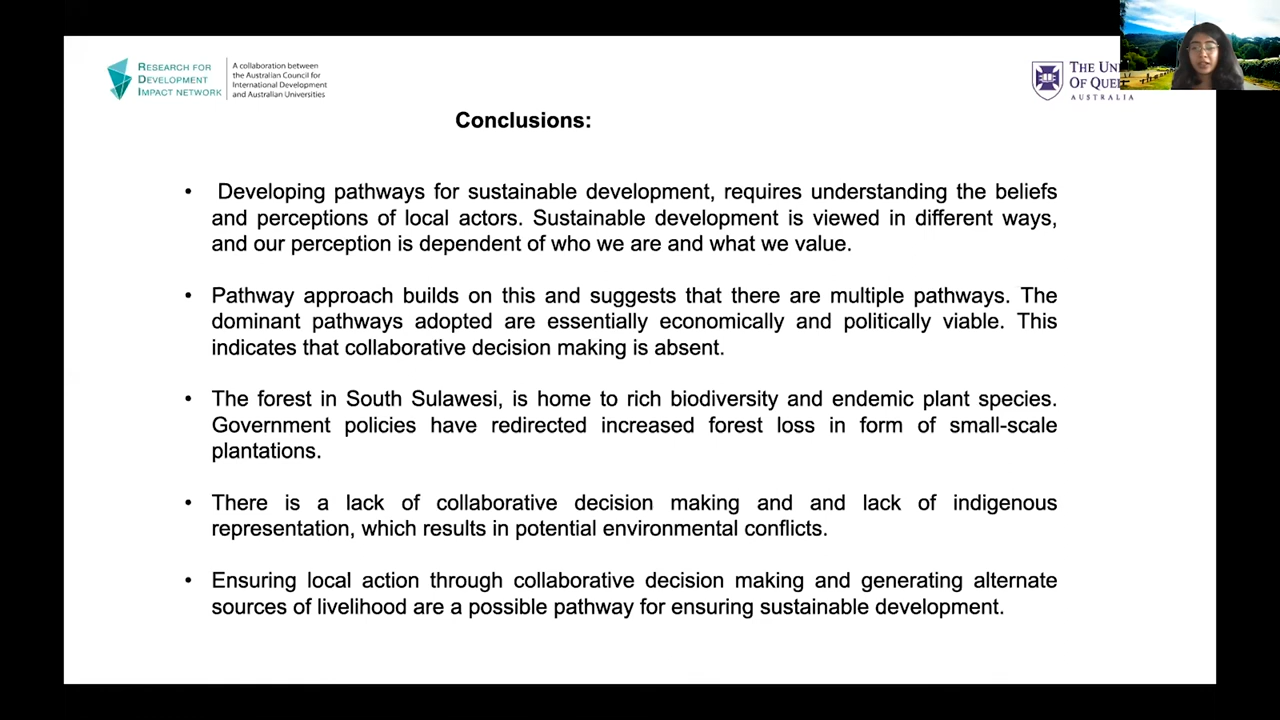 RESEARCH FOR
DEVELOPMENT
IMPACT NETWORK
A collaboration between
the Australian Council for
International Development
and Australian Universities
THE UN
OF QUE
AUSTRALIA
Conclusions:
• Developing pathways for sustainable development, requires understanding the beliefs
and perceptions of local actors. Sustainable development is viewed in different ways,
and our perception is dependent of who we are and what we value.
• Pathway approach builds on this and suggests that there are multiple pathways. The
dominant pathways adopted are essentially economically and politically viable. This
indicates that collaborative decision making is absent.
• The forest in South Sulawesi, is home to rich biodiversity and endemic plant species.
Government policies have redirected increased forest loss in form of small-scale
plantations.
• There is a lack of collaborative decision making and and lack of indigenous
representation, which results in potential environmental conflicts.
• Ensuring local action through collaborative decision making and generating alternate
sources of livelihood are a possible pathway for ensuring sustainable development.